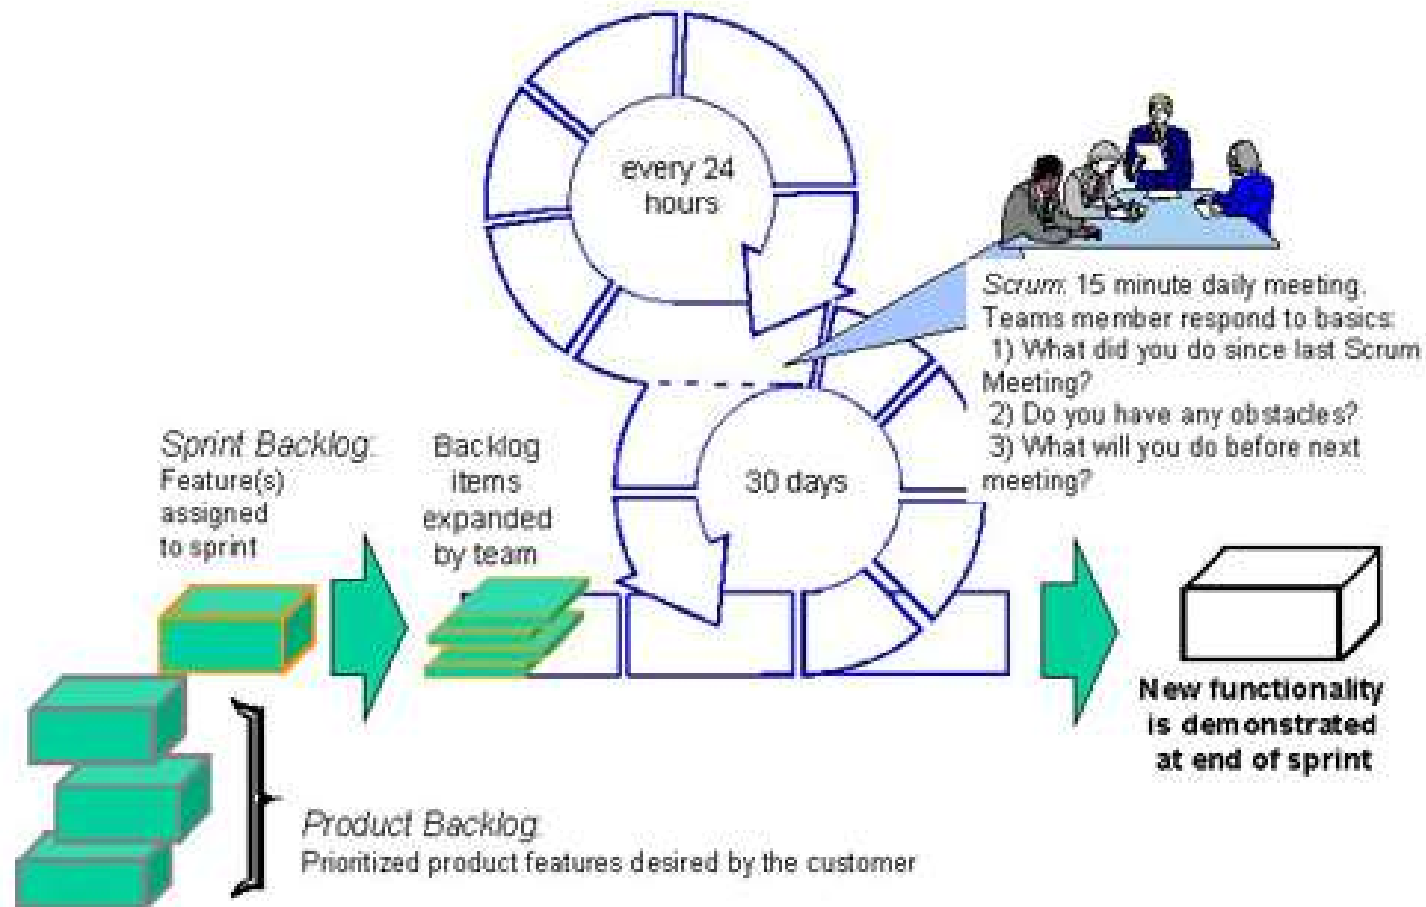 every 24
hours
Scrum: 15 minute daily meeting.
Teams member respond to basics:
1) What did you do since last Scrum
Meeting?
2) Do you have any obstacles?
3) What will you do before next
meeting?
30 days
Sprint Backlog:
Feature(s)
assigned
to sprint
Backlog
items
expanded
by team
New functionality
is demonstrated
at end of sprint
Product Backlog:
Prioritized product features desired by the customer